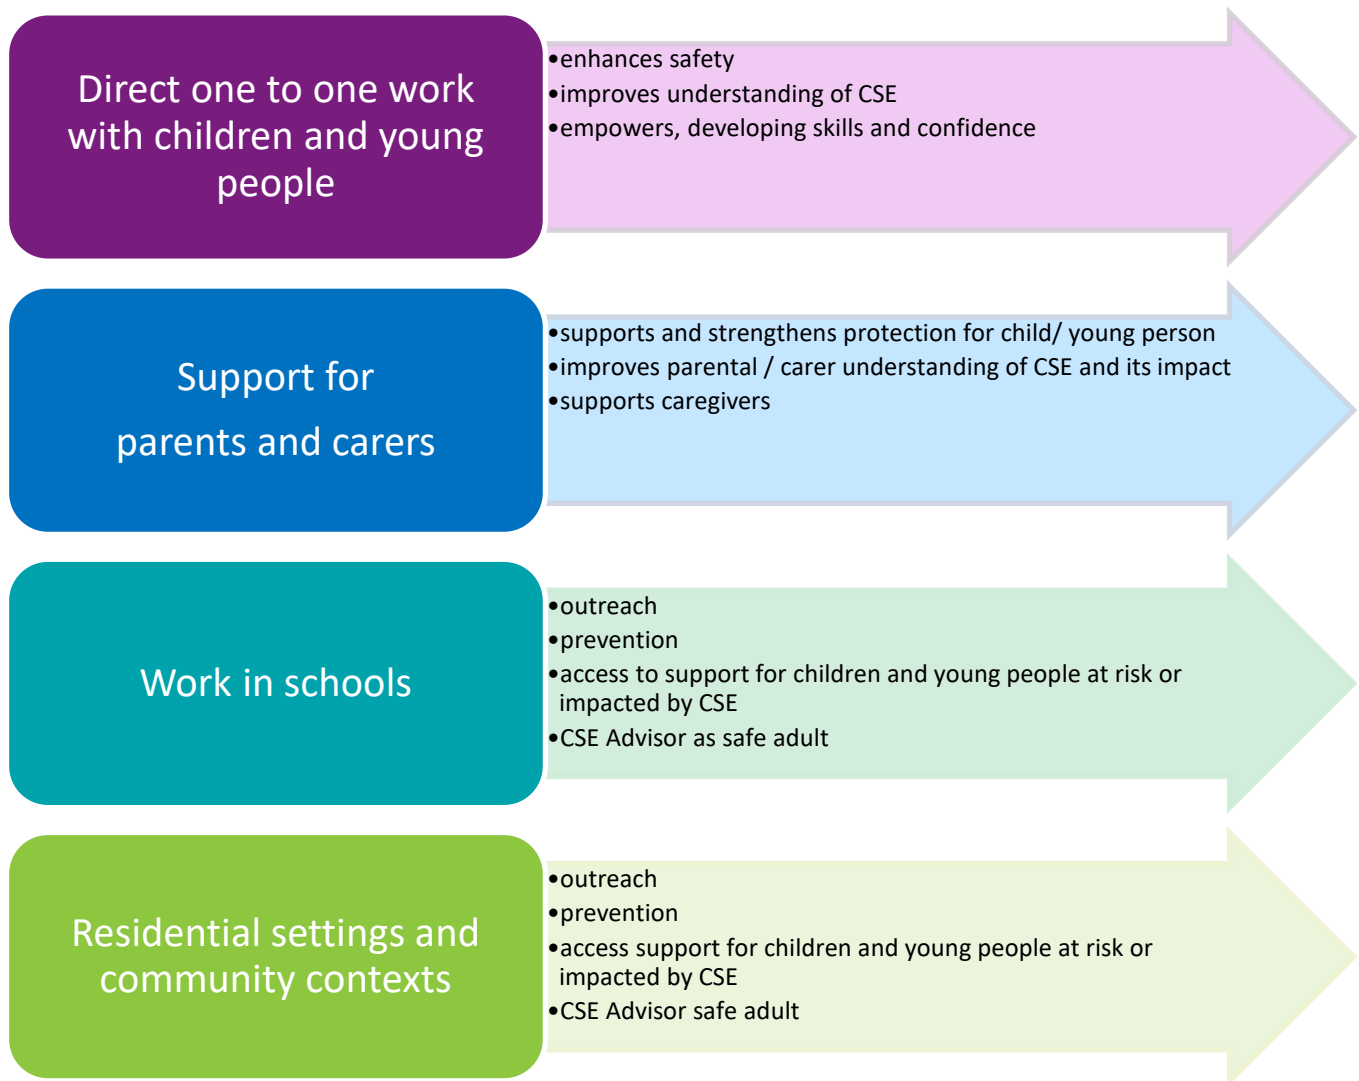 Direct one to one work
with children and young
people
•enhances safety
•improves understanding of CSE
•empowers, developing skills and confidence
Support for
parents and carers
•supports and strengthens protection for child/ young person
•improves parental / carer understanding of CSE and its impact
•supports caregivers
Work in schools
•outreach
•prevention
•access to support for children and young people at risk or
impacted by CSE
•CSE Advisor as safe adult
Residential settings and
community contexts
•outreach
•prevention
•access support for children and young people at risk or
impacted by CSE
•CSE Advisor safe adult